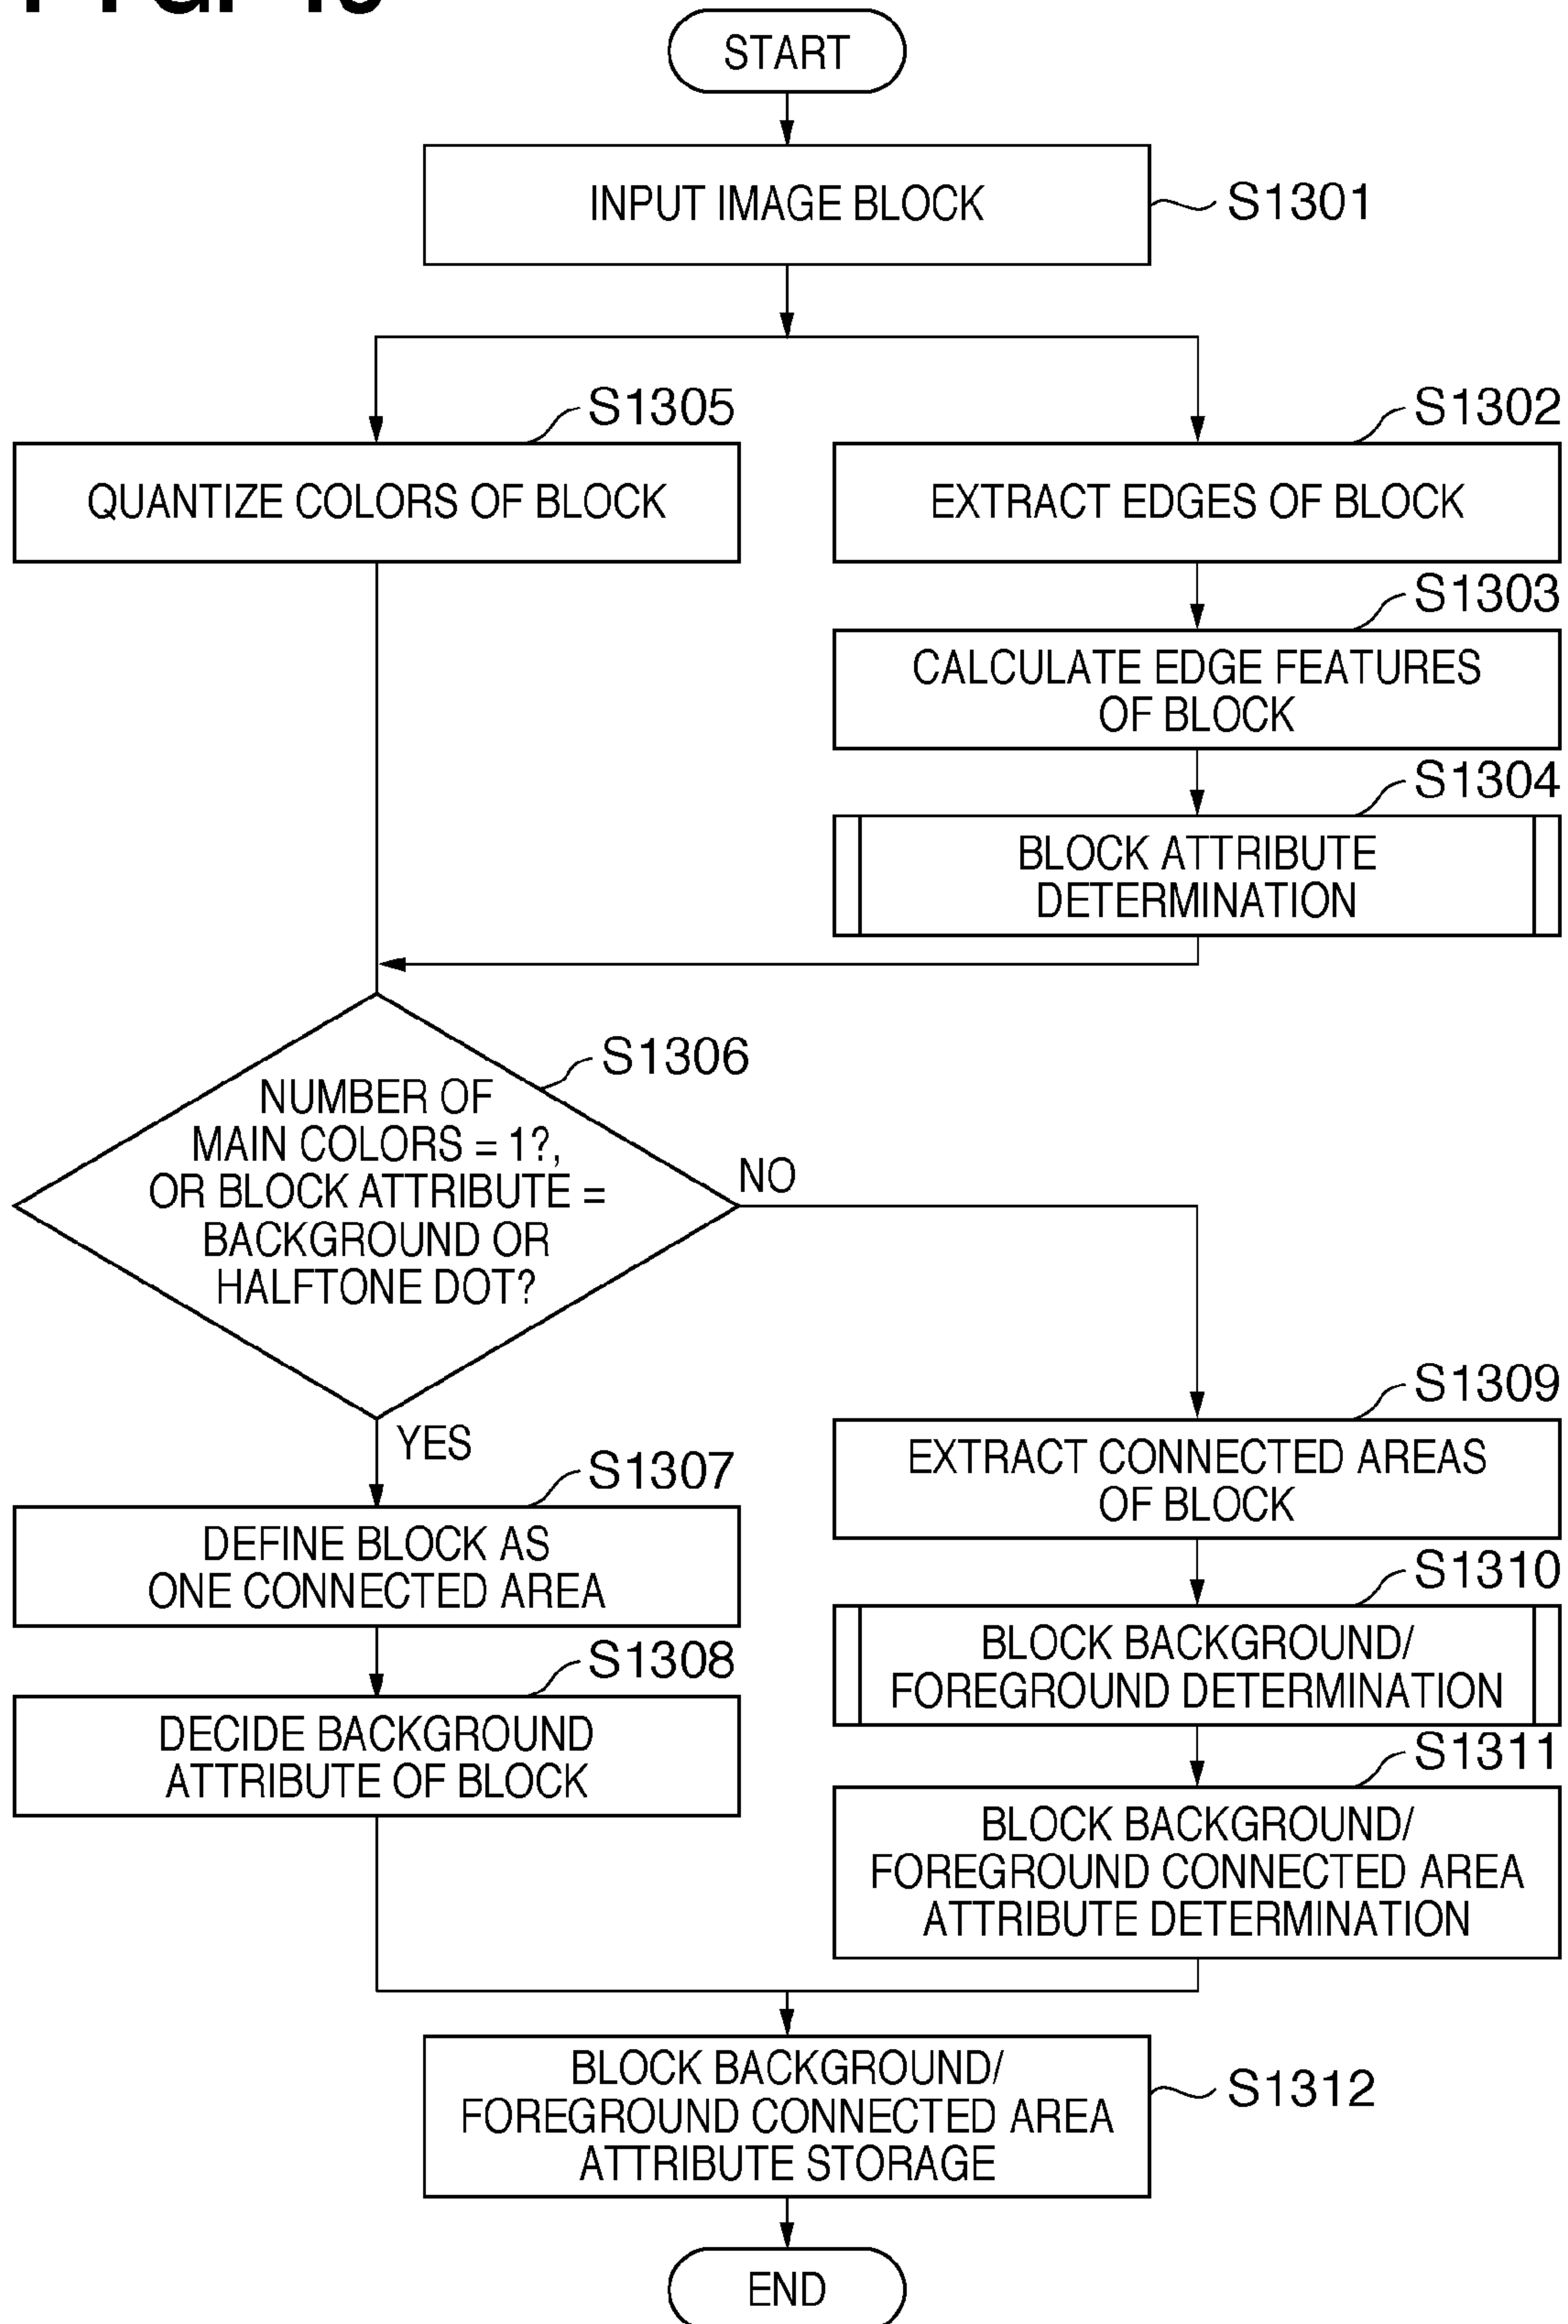 START
INPUT IMAGE BLOCK
S1301
S1305
QUANTIZE COLORS OF BLOCK
S1302
EXTRACT EDGES OF BLOCK
S1303
CALCULATE EDGE FEATURES
OF BLOCK
S1304
BLOCK ATTRIBUTE
DETERMINATION
S1306
NUMBER OF
MAIN COLORS = 1?,
OR BLOCK ATTRIBUTE =
BACKGROUND OR
HALFTONE DOT?
NO
YES
S1307
DEFINE BLOCK AS
ONE CONNECTED AREA
S1308
DECIDE BACKGROUND
ATTRIBUTE OF BLOCK
S1309
EXTRACT CONNECTED AREAS
OF BLOCK
S1310
BLOCK BACKGROUND/
FOREGROUND DETERMINATION
S1311
BLOCK BACKGROUND/
FOREGROUND CONNECTED AREA
ATTRIBUTE DETERMINATION
BLOCK BACKGROUND/
FOREGROUND CONNECTED AREA
ATTRIBUTE STORAGE
S1312
END